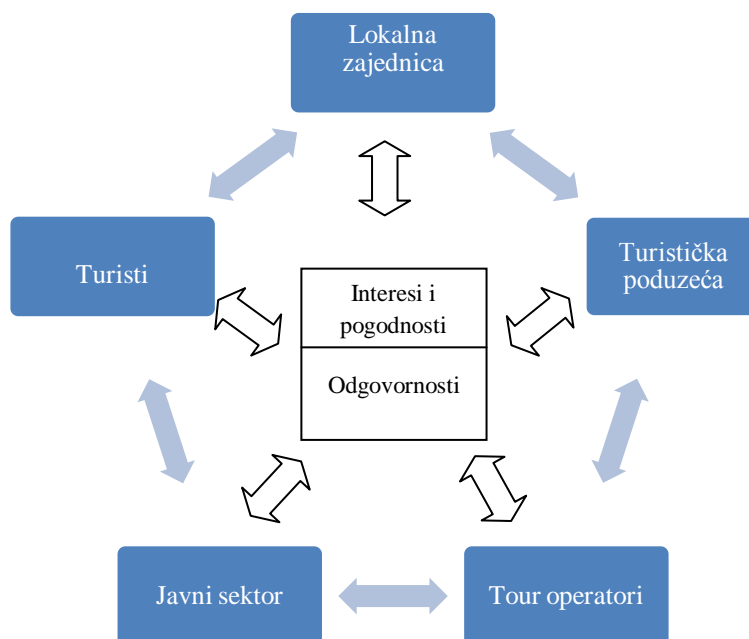 Lokalna
zajednica
Turisti
Turistička
poduzeća
Interesi i
pogodnosti
Odgovornosti
Javni sektor
Tour operatori